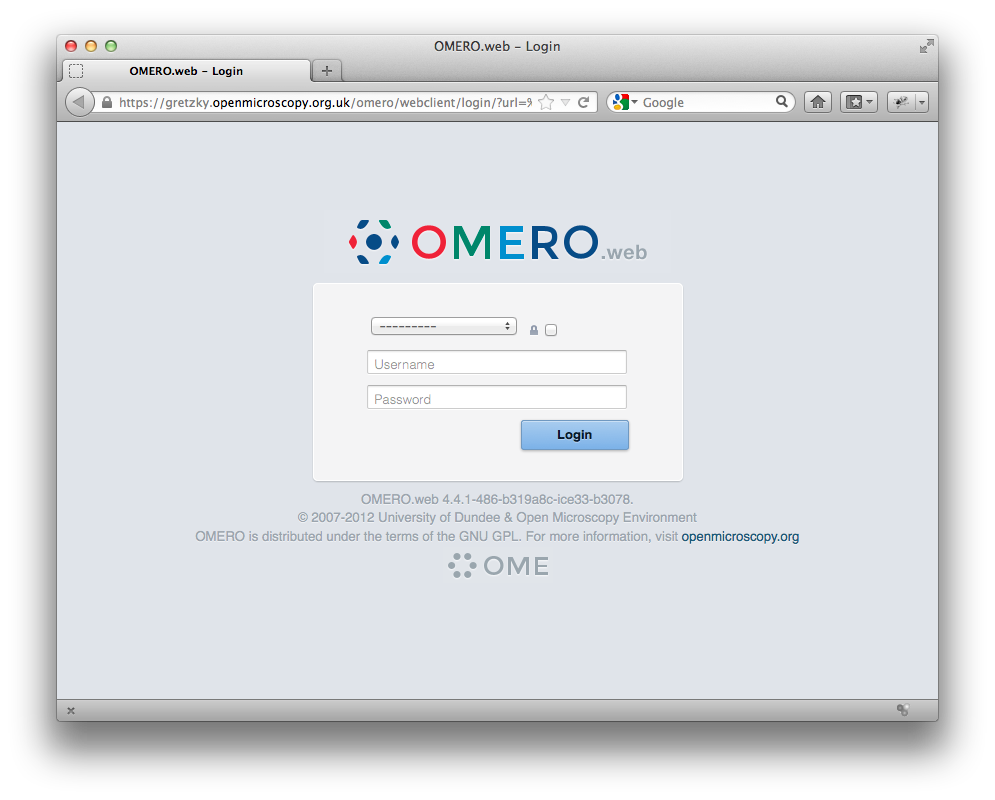 OMERO.web – Login
OMERO.web – Login
https://gretzky.openmicroscopy.org.uk/omero/webclient/login/?url=%
Google
OMERO.web
---------
Username
Password
Login
OMERO.web 4.4.1-486-b319a8c-ice33-b3078.
© 2007-2012 University of Dundee & Open Microscopy Environment
OMERO is distributed under the terms of the GNU GPL. For more information, visit openmicroscopy.org
OME